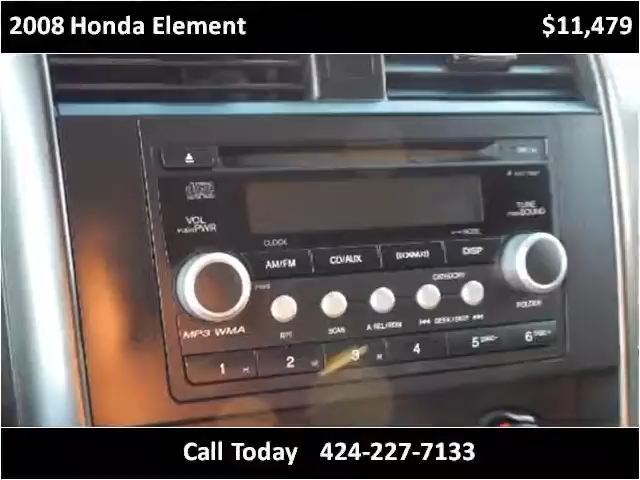 2008 Honda Element $11,479
VOL
PWR
TUNE
SOUND
CLOCK
AM/FM CD/AUX DISP
CATEGORY
RPT SCAN FOLDER
MP3 WMA
1 2 3 4 5 6
Call Today 424-227-7133